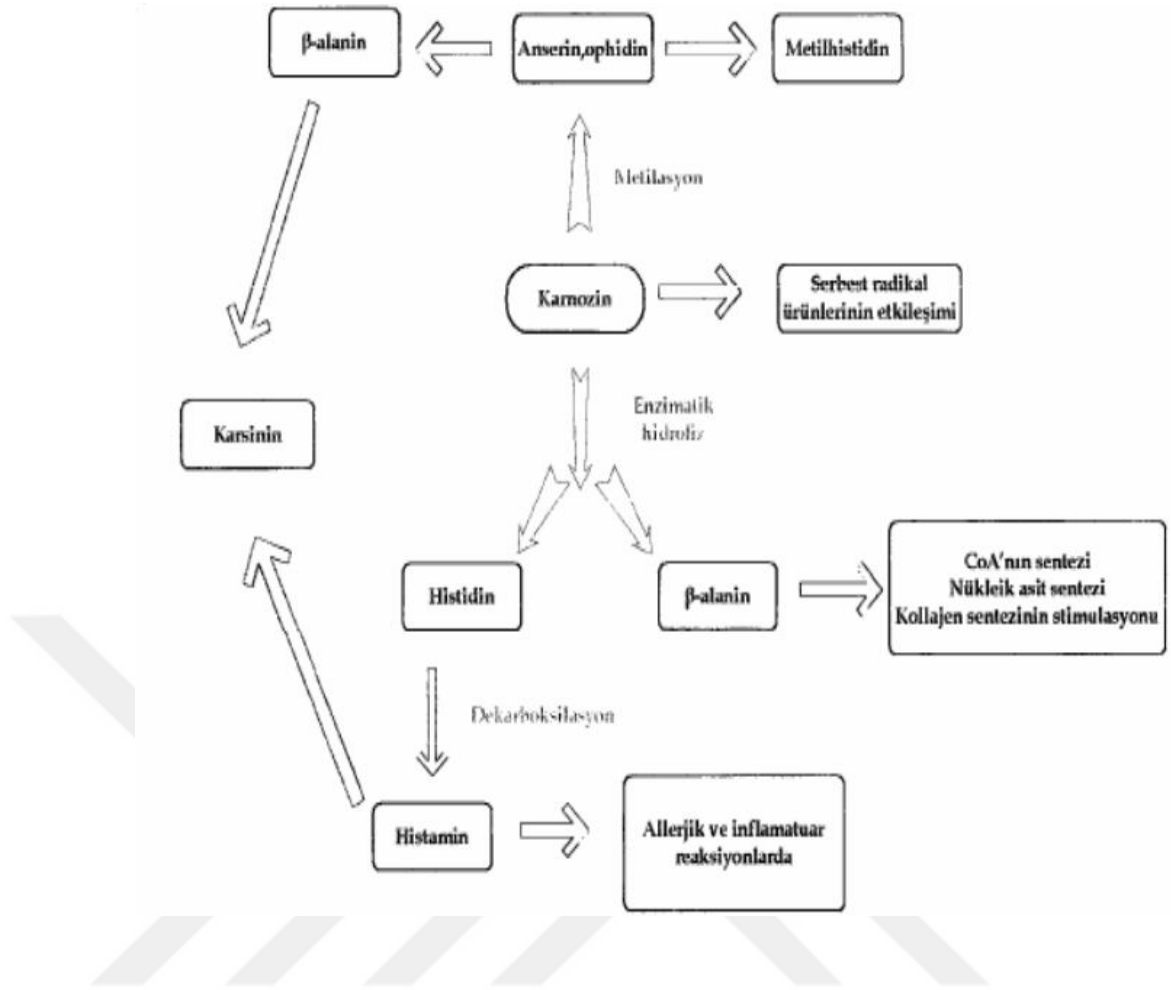 β-alanin
Anserin,ophidin
Metilhistidin
Metilasyon
Karnozin
Serbest radikal
ürünlerinin etkileşimi
Enzimatik
hidroliz
Karsinin
Histidin
β-alanin
CoA'nın sentezi
Nükleik asit sentezi
Kollajen sentezinin stimulasyonu
Dekarboksilasyon
Histamin
Allerjik ve inflamatuar
reaksiyonlarda